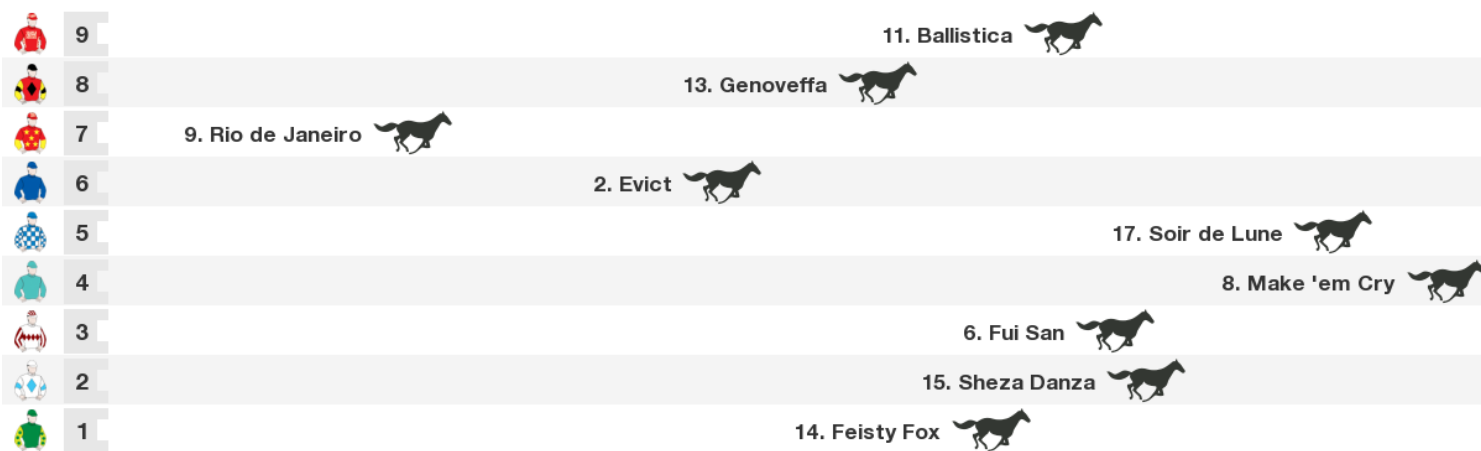 9 11. Ballistica
8 13. Genoveffa
7 9. Rio de Janeiro
6 2. Evict
5 17. Soir de Lune
4 8. Make 'em Cry
3 6. Fui San
2 15. Sheza Danza
1 14. Feisty Fox